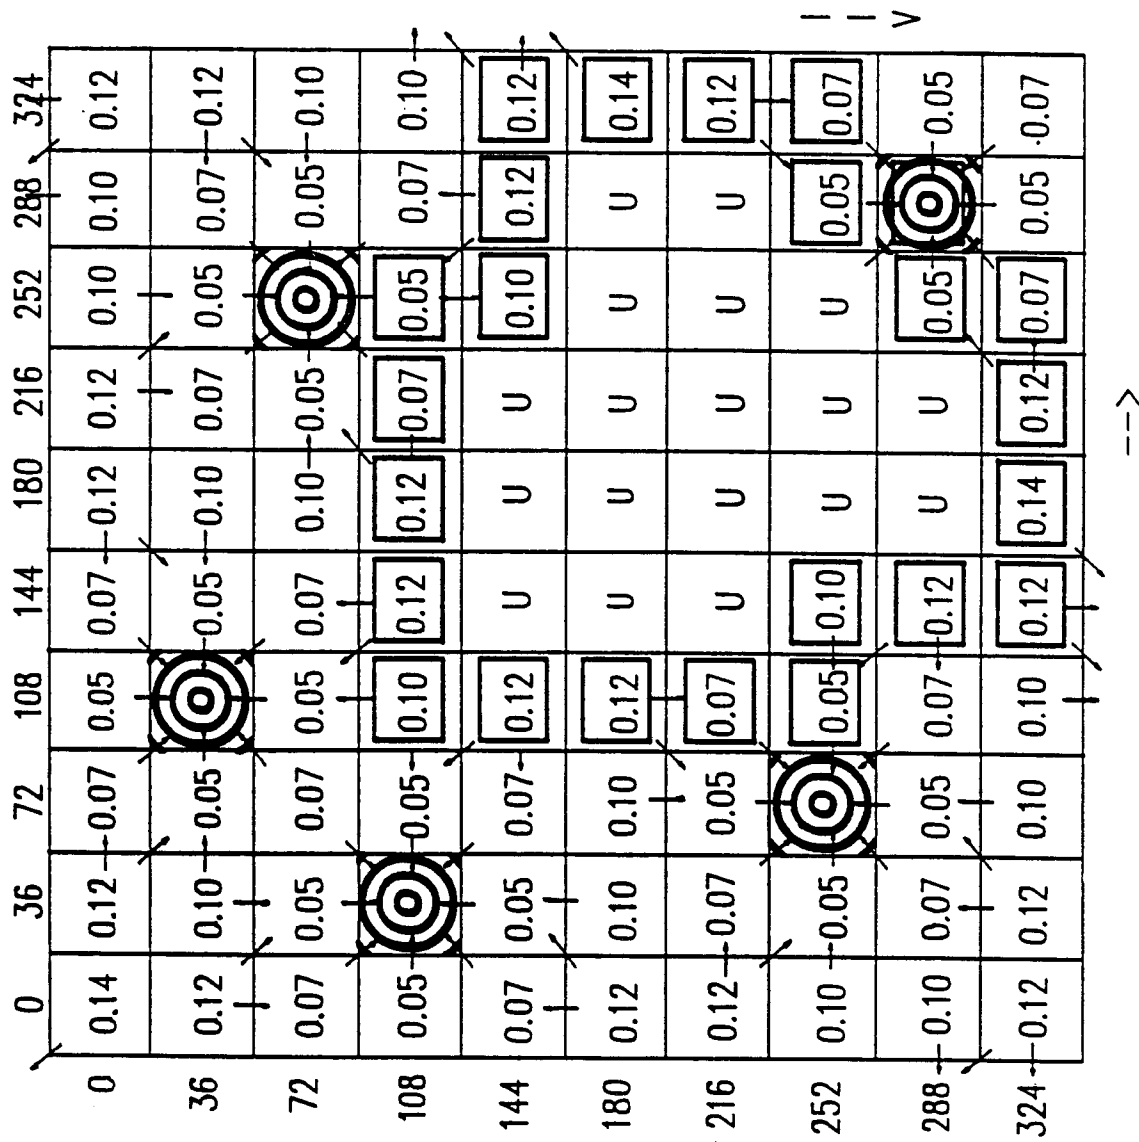 0 36 72 108 144 180 216 252 288 324
0 0.14 0.12 0.07 0.05 0.07 0.12 0.12 0.10 0.10 0.12
36 0.12 0.10 0.05 0.05 0.10 0.07 0.05 0.07 0.12
72 0.07 0.05 0.07 0.05 0.07 0.10 0.05 0.05 0.10
108 0.05 0.05 0.10 0.12 0.12 0.07 0.05 0.07 0.10
144 0.07 0.05 0.07 0.12 U U U 0.10 0.12 0.12
180 0.12 0.10 0.10 0.12 U U U U U 0.14
216 0.12 0.07 0.05 0.07 U U U U U 0.12
252 0.10 0.05 0.05 0.10 U U U 0.05 0.07
288 0.10 0.07 0.05 0.07 0.12 U U 0.05 0.05
324 0.12 0.12 0.10 0.10 0.12 0.14 0.12 0.07 0.05 0.07